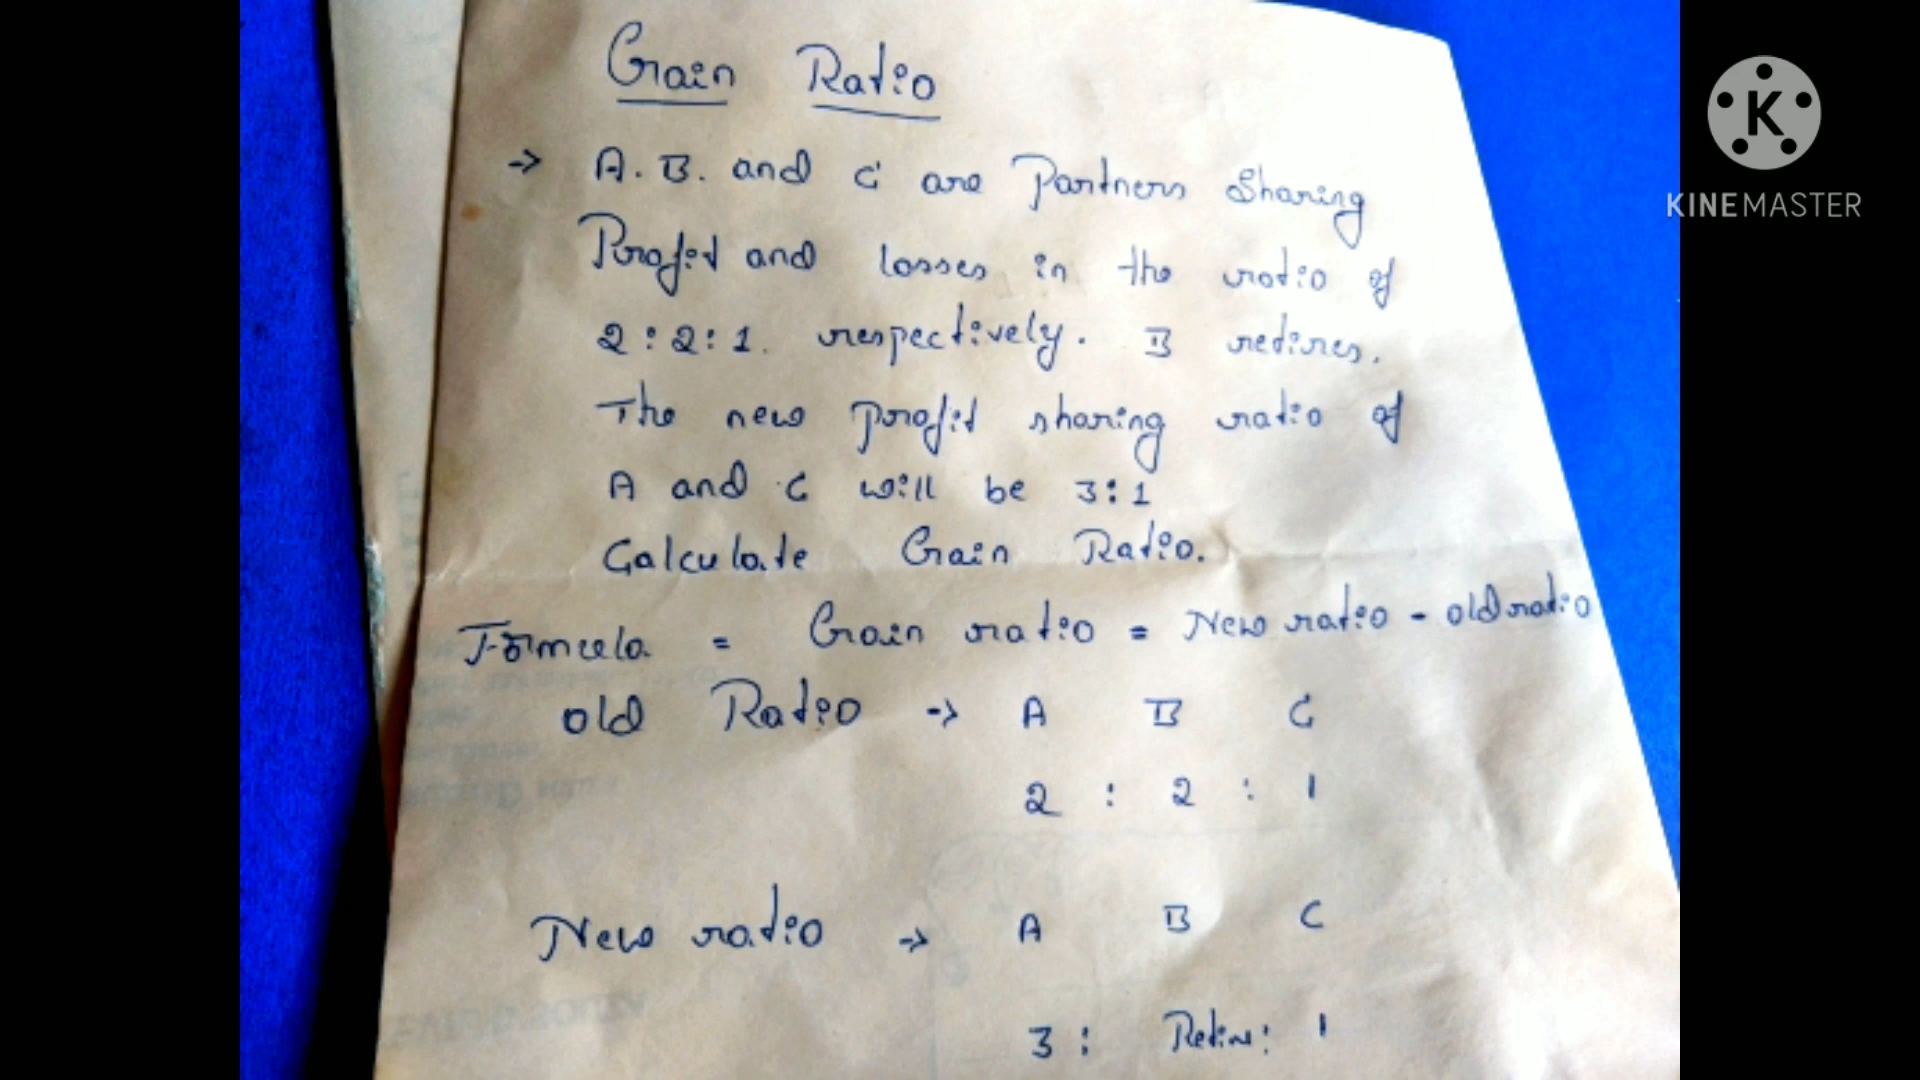 Gain Ratio
→ A. B. and C are Partners Sharing
Profit and losses in the ratio of
2 : 2 : 1. respectively. B retires.
The new profit sharing ratio of
A and C will be 3 : 1
Calculate Gain Ratio.
Formula = Gain ratio = New ratio - old ratio
old Ratio → A B C
2 : 2 : 1
New ratio → A B C
3 : Retire : 1
K
KINEMASTER